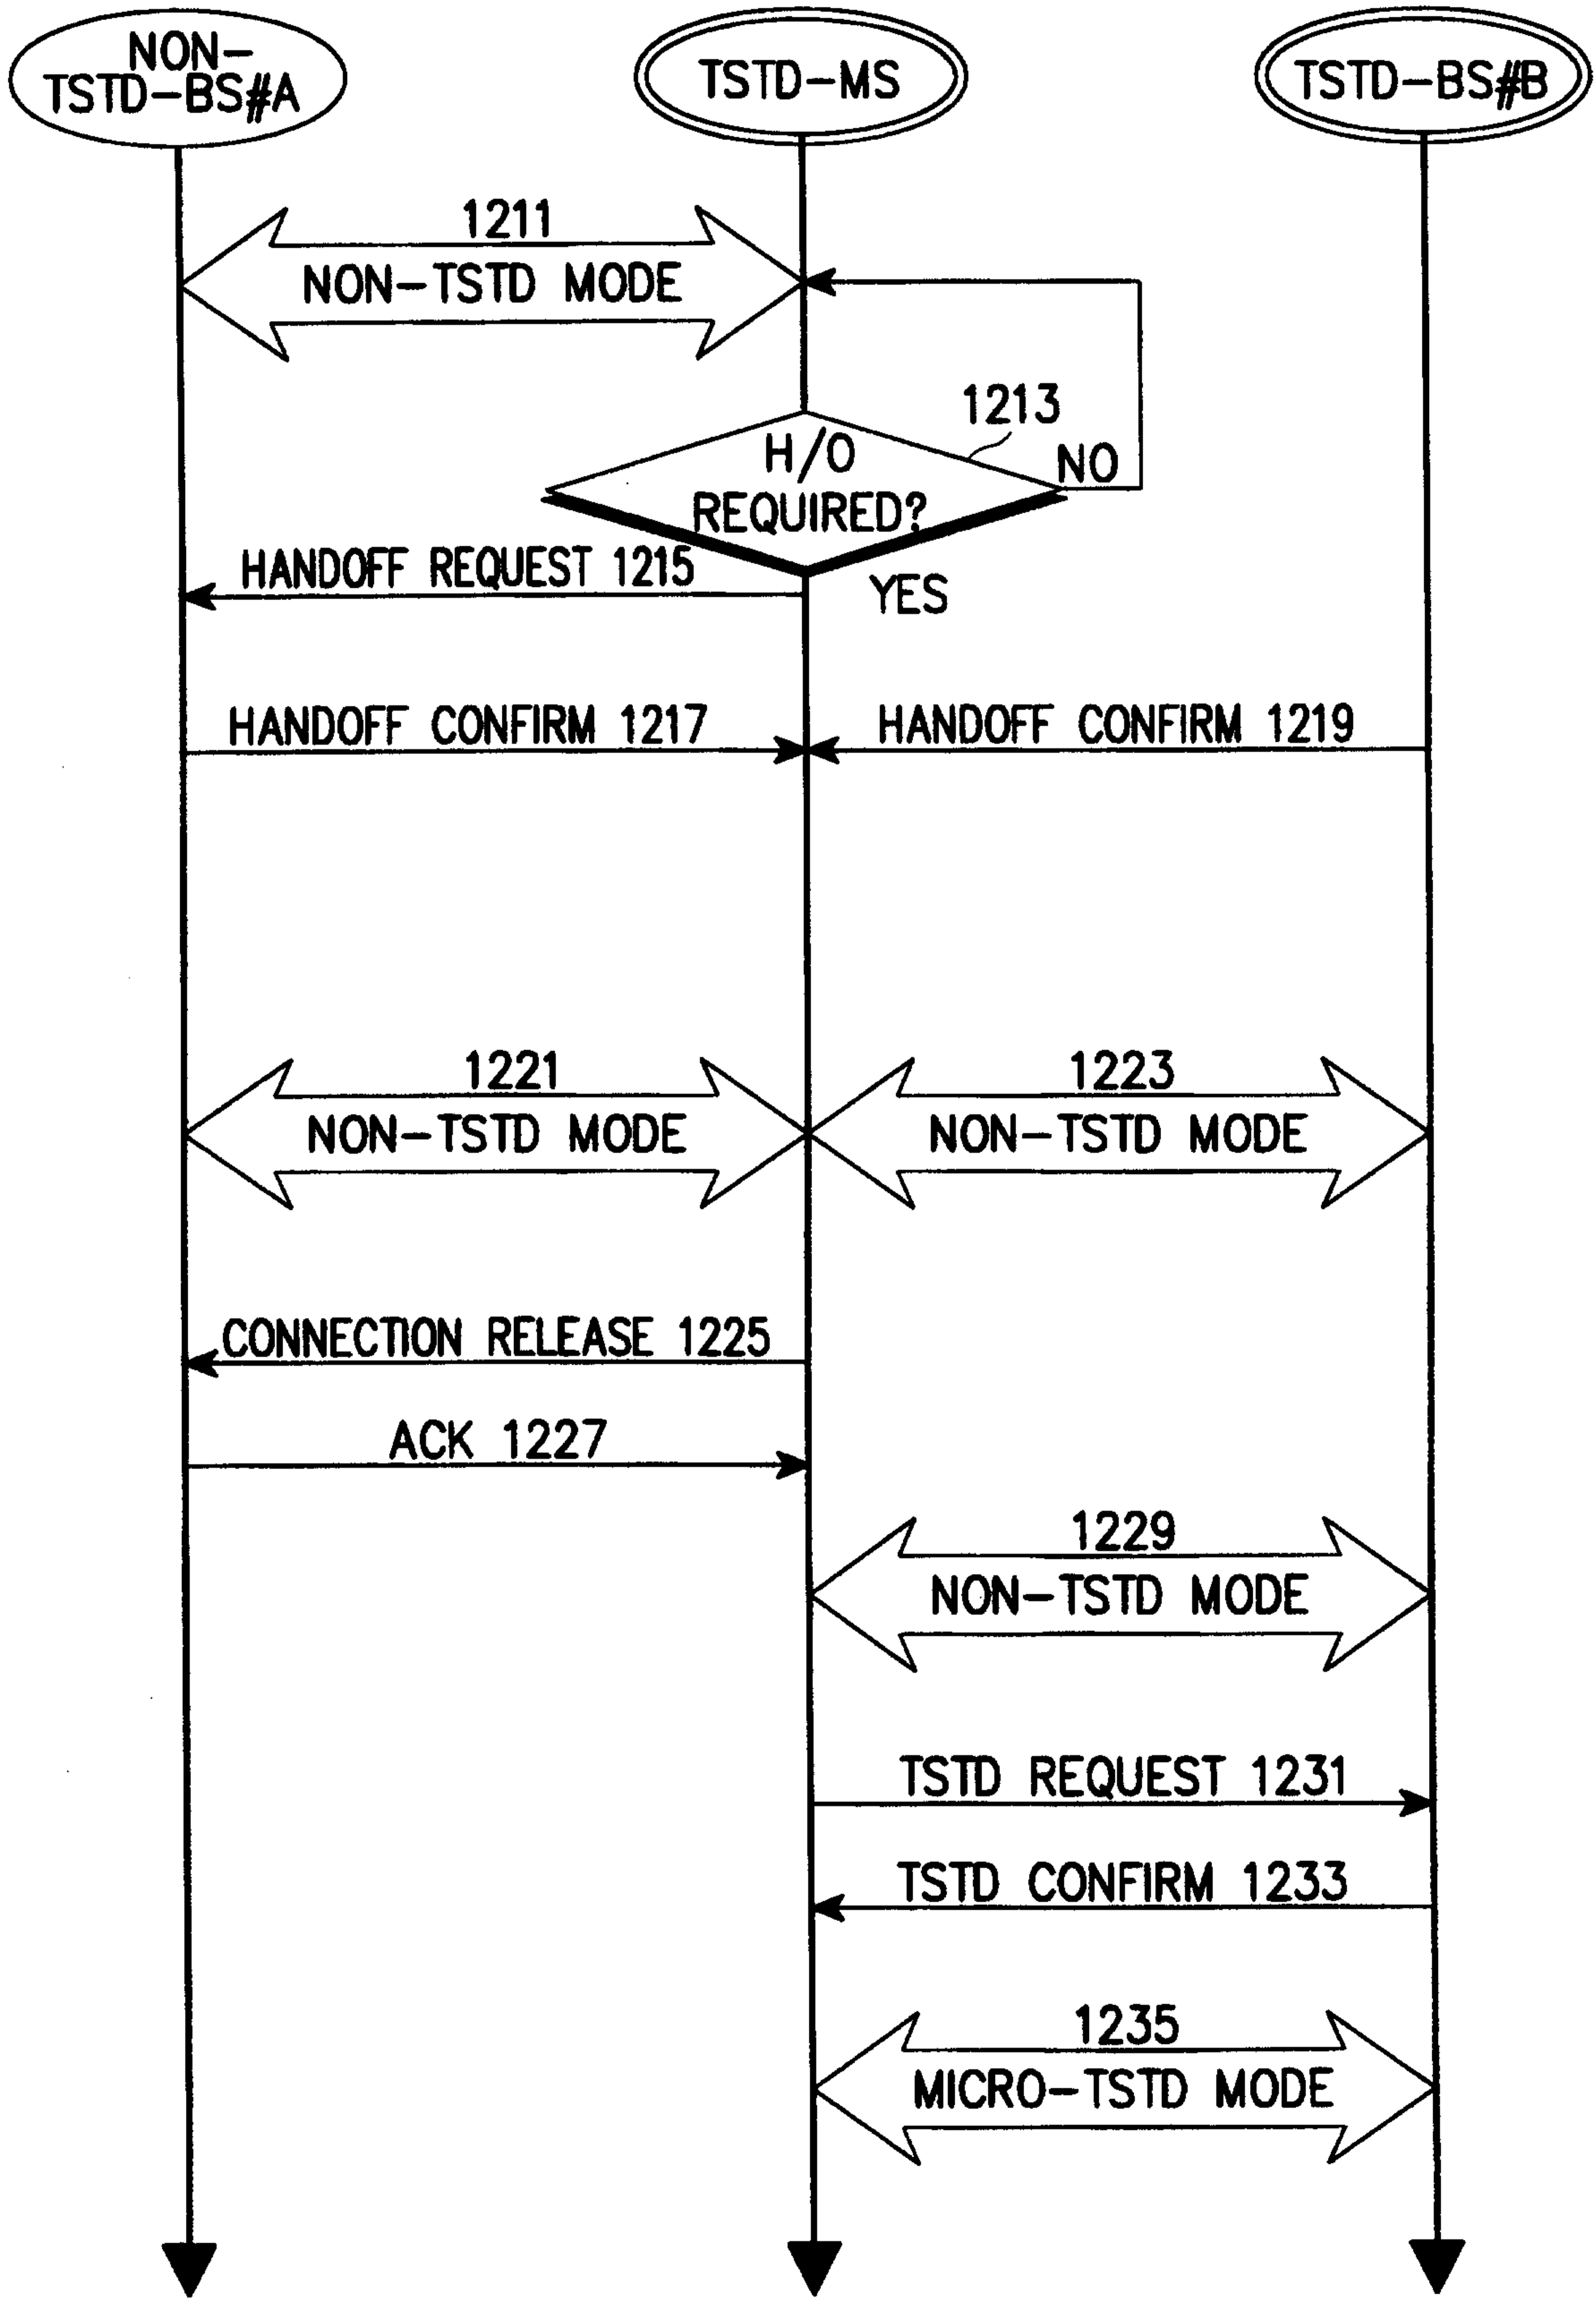 NON-
TSTD-BS#A
TSTD-MS
TSTD-BS#B
1211
NON-TSTD MODE
1213
H/O
REQUIRED?
NO
YES
HANDOFF REQUEST 1215
HANDOFF CONFIRM 1217
HANDOFF CONFIRM 1219
1221
NON-TSTD MODE
1223
NON-TSTD MODE
CONNECTION RELEASE 1225
ACK 1227
1229
NON-TSTD MODE
TSTD REQUEST 1231
TSTD CONFIRM 1233
1235
MICRO-TSTD MODE